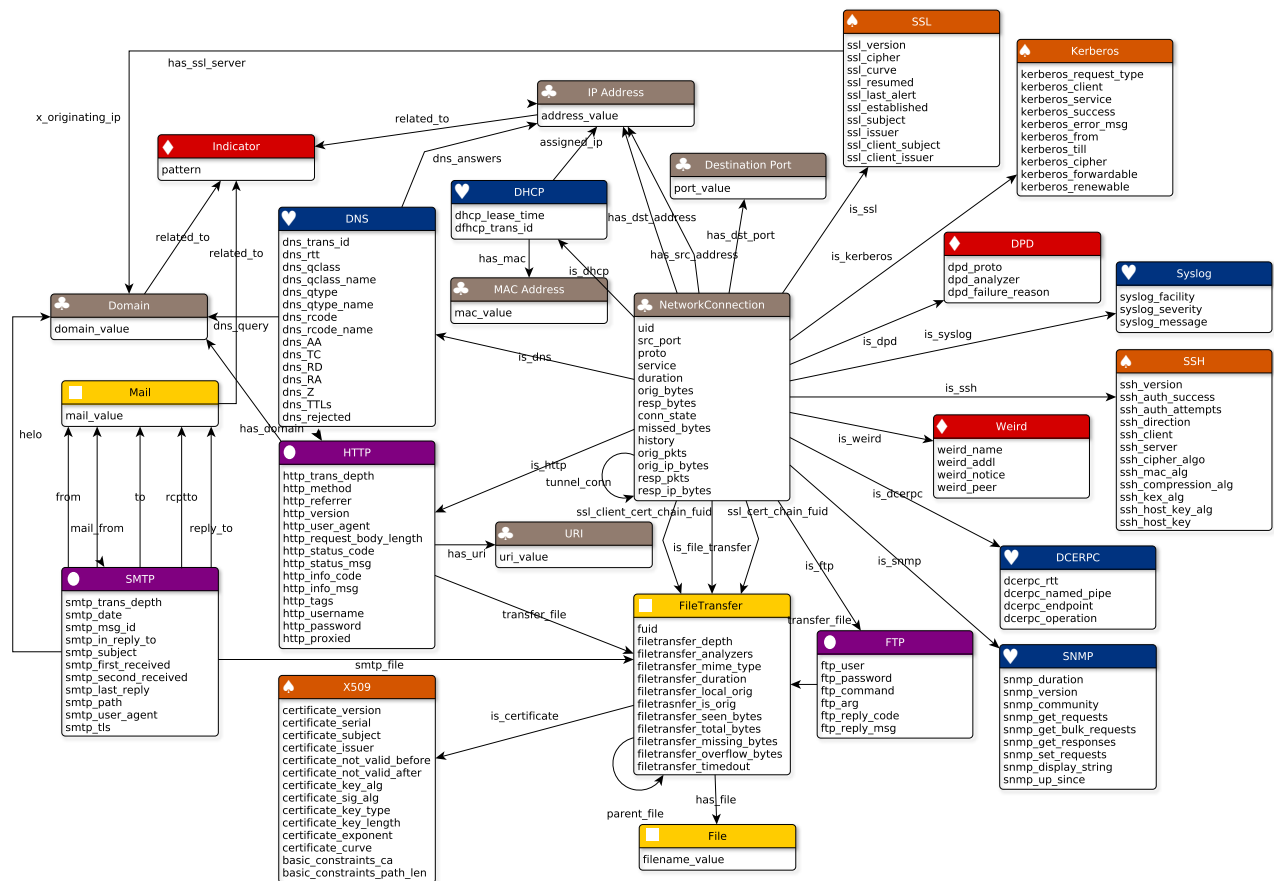 SSL
ssl_version
ssl_cipher
ssl_curve
ssl_resumed
ssl_last_alert
ssl_established
ssl_subject
ssl_issuer
ssl_client_subject
ssl_client_issuer
Kerberos
kerberos_request_type
kerberos_client
kerberos_service
kerberos_success
kerberos_error_msg
kerberos_from
kerberos_till
kerberos_cipher
kerberos_forwardable
kerberos_renewable
has_ssl_server
x_originating_ip
IP Address
address_value
related_to
assigned_ip
dns_answers
Indicator
pattern
related_to
related_to
Destination Port
port_value
DHCP
dhcp_lease_time
dfhcp_trans_id
has_mac
is_dhcp
MAC Address
mac_value
has_dst_address
has_src_address
has_dst_port
is_ssl
is_kerberos
DPD
dpd_proto
dpd_analyzer
dpd_failure_reason
Syslog
syslog_facility
syslog_severity
syslog_message
DNS
dns_trans_id
dns_rtt
dns_qclass
dns_qclass_name
dns_qtype
dns_qtype_name
dns_rcode
dns_rcode_name
dns_AA
dns_TC
dns_RD
dns_RA
dns_Z
dns_TTLs
dns_rejected
Domain
domain_value
dns_query
has_domain
is_dns
NetworkConnection
uid
src_port
proto
service
duration
orig_bytes
resp_bytes
conn_state
missed_bytes
history
orig_pkts
orig_ip_bytes
resp_pkts
resp_ip_bytes
is_dpd
is_syslog
is_ssh
SSH
ssh_version
ssh_auth_success
ssh_auth_attempts
ssh_direction
ssh_client
ssh_server
ssh_cipher_algo
ssh_mac_alg
ssh_compression_alg
ssh_kex_alg
ssh_host_key_alg
ssh_host_key
Mail
mail_value
helo
from
mail_from
to
rcptto
reply_to
HTTP
http_trans_depth
http_method
http_referrer
http_version
http_user_agent
http_request_body_length
http_status_code
http_status_msg
http_info_code
http_info_msg
http_tags
http_username
http_password
http_proxied
is_http
tunnel_conn
is_weird
Weird
weird_name
weird_addl
weird_notice
weird_peer
is_dcerpc
ssl_client_cert_chain_fuid
ssl_cert_chain_fuid
is_file_transfer
is_ftp
is_snmp
has_uri
URI
uri_value
DCERPC
dcerpc_rtt
dcerpc_named_pipe
dcerpc_endpoint
dcerpc_operation
SMTP
smtp_trans_depth
smtp_date
smtp_msg_id
smtp_in_reply_to
smtp_subject
smtp_first_received
smtp_second_received
smtp_last_reply
smtp_path
smtp_user_agent
smtp_tls
transfer_file
smtp_file
FileTransfer
fuid
filetransfer_depth
filetransfer_analyzers
filetransfer_mime_type
filetransfer_duration
filetransfer_local_orig
filetrasnfer_is_orig
filetransfer_seen_bytes
filetransfer_total_bytes
filetransfer_missing_bytes
filetransfer_overflow_bytes
filetransfer_timedout
transfer_file
FTP
ftp_user
ftp_password
ftp_command
ftp_arg
ftp_reply_code
ftp_reply_msg
SNMP
snmp_duration
snmp_version
snmp_community
snmp_get_requests
snmp_get_bulk_requests
snmp_get_responses
snmp_set_requests
snmp_display_string
snmp_up_since
X509
certificate_version
certificate_serial
certificate_subject
certificate_issuer
certificate_not_valid_before
certificate_not_valid_after
certificate_key_alg
certificate_sig_alg
certificate_key_type
certificate_key_length
certificate_exponent
certificate_curve
basic_constraints_ca
basic_constraints_path_len
is_certificate
parent_file
has_file
File
filename_value